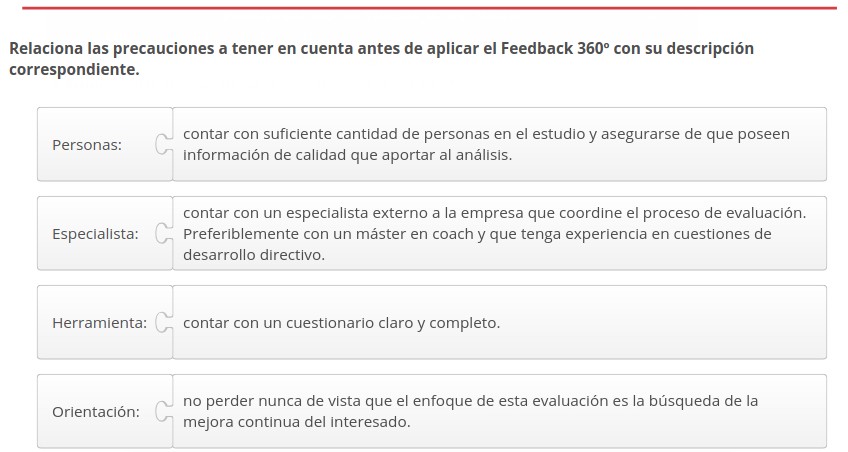 Relaciona las precauciones a tener en cuenta antes de aplicar el Feedback 360º con su descripción
correspondiente.
Personas:
contar con suficiente cantidad de personas en el estudio y asegurarse de que poseen
información de calidad que aportar al análisis.
Especialista:
contar con un especialista externo a la empresa que coordine el proceso de evaluación.
Preferiblemente con un máster en coach y que tenga experiencia en cuestiones de
desarrollo directivo.
Herramienta:
contar con un cuestionario claro y completo.
Orientación:
no perder nunca de vista que el enfoque de esta evaluación es la búsqueda de la
mejora continua del interesado.